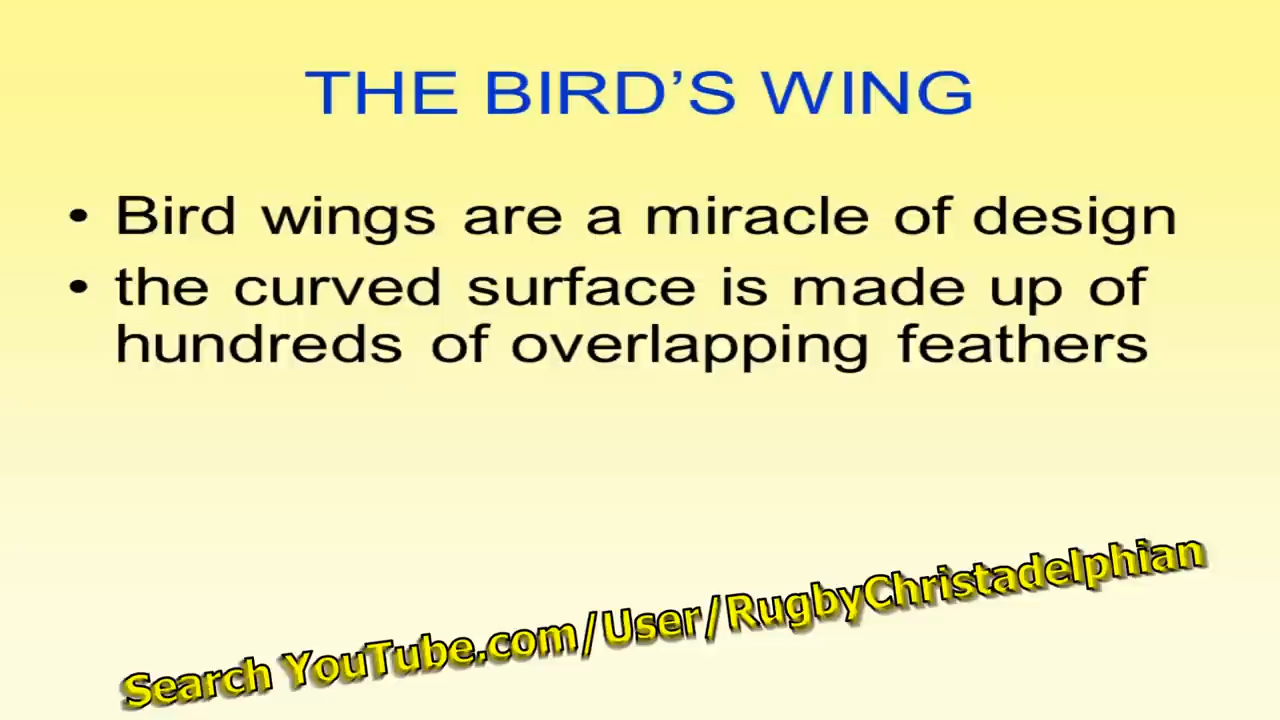 THE BIRD’S WING
• Bird wings are a miracle of design
• the curved surface is made up of
hundreds of overlapping feathers
Search YouTube.com/User/RugbyChristadelphian